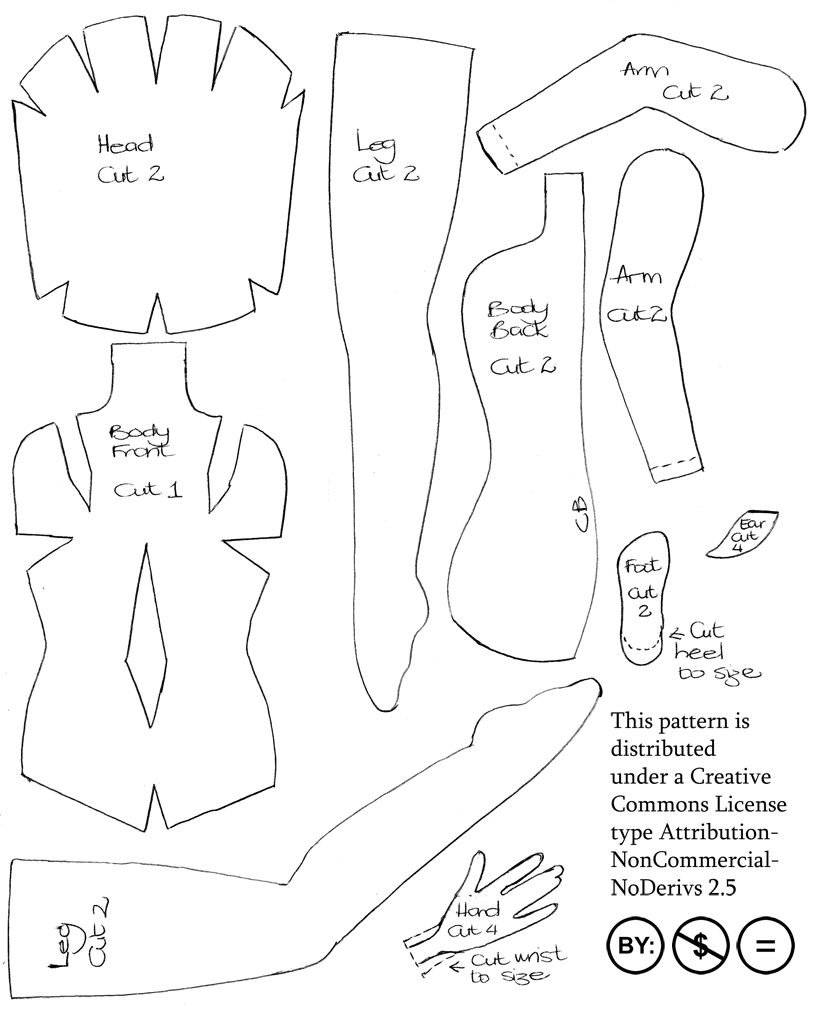 Head
Cut 2
Leg
Cut 2
Arm
Cut 2
Body
Back
Cut 2
Arm
Cut 2
Body
Front
Cut 1
CB
Ear
Cut
4
Foot
Cut
2
← Cut
heel
to size
Leg
Cut 2
Hand
Cut 4
← Cut wrist
to size
This pattern is
distributed
under a Creative
Commons License
type Attribution-
NonCommercial-
NoDerivs 2.5
BY:
$
=